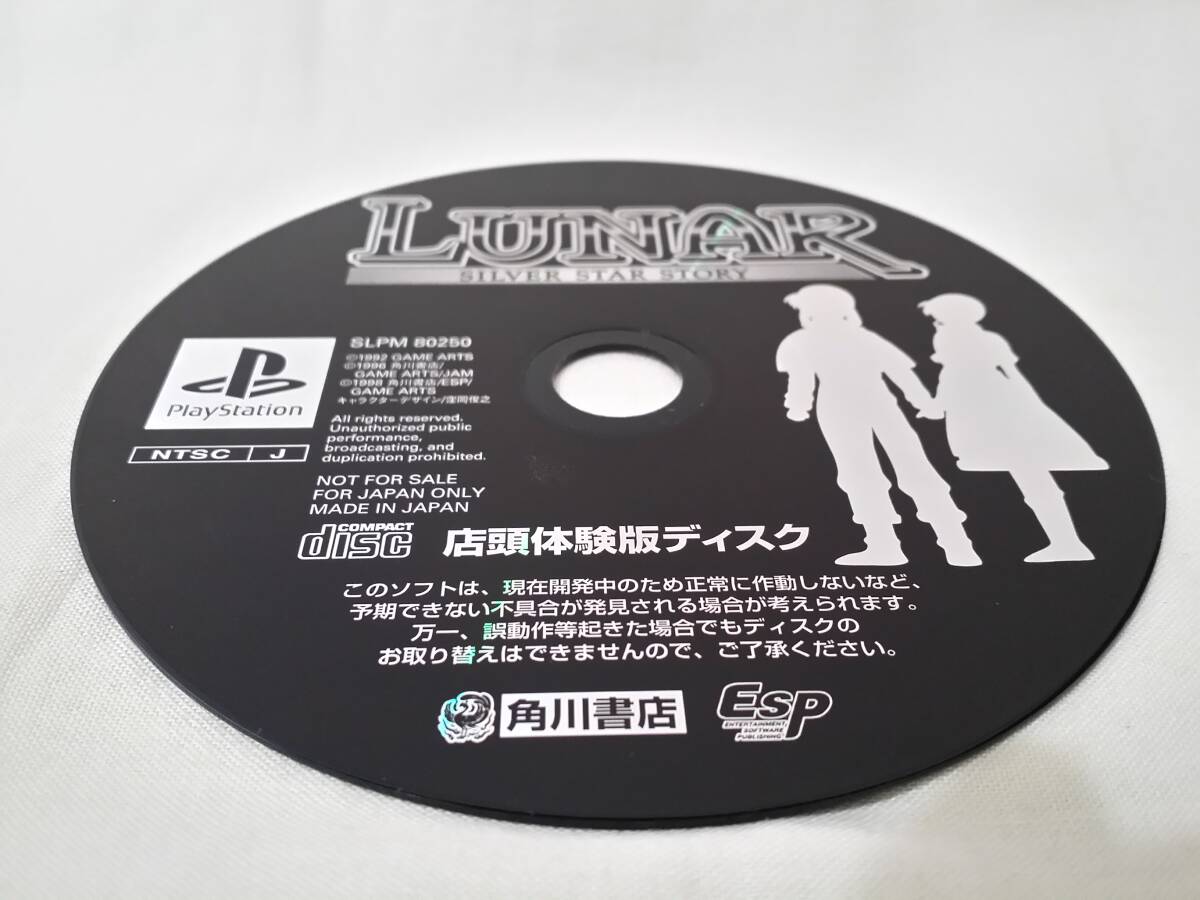 LUNAR
SILVER STAR STORY
SLPM 80250
©1992 GAME ARTS
©1996 角川書店/
GAME ARTS/JAM
©1998 角川書店/ESP/
GAME ARTS
キャラクターデザイン/窪岡俊之
PlayStation
NTSC J
All rights reserved.
Unauthorized public
performance,
broadcasting, and
duplication prohibited.
NOT FOR SALE
FOR JAPAN ONLY
MADE IN JAPAN
COMPACT
disc
店頭体験版ディスク
このソフトは、現在開発中のため正常に作動しないなど、
予期できない不具合が発見される場合が考えられます。
万一、誤動作等起きた場合でもディスクの
お取り替えはできませんので、ご了承ください。
角川書店
ESP
ENTERTAINMENT
SOFTWARE
PUBLISHING